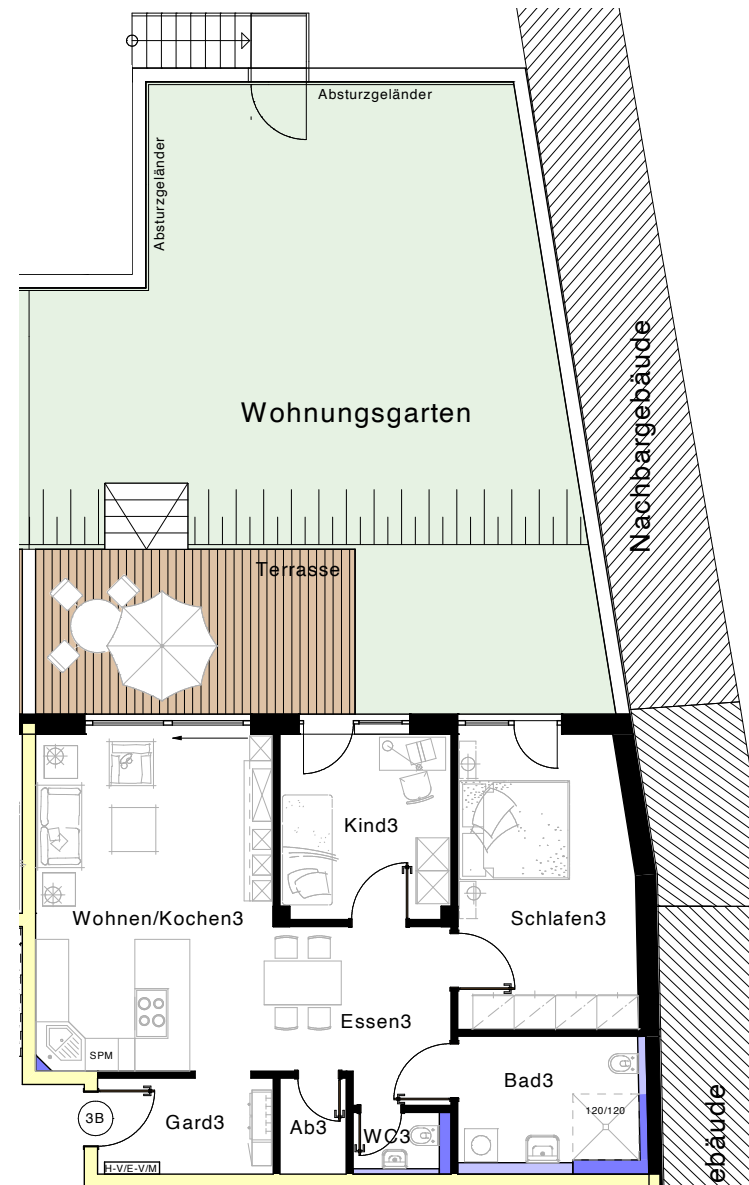 Absturzgeländer
Absturzgeländer
Nachbargebäude
Wohnungsgarten
Terrasse
Kind3
Wohnen/Kochen3
Schlafen3
Essen3
SPM
Bad3
3B
Gard3
Ab3
WC3
120/120
H-V/E-V/M
ebäude